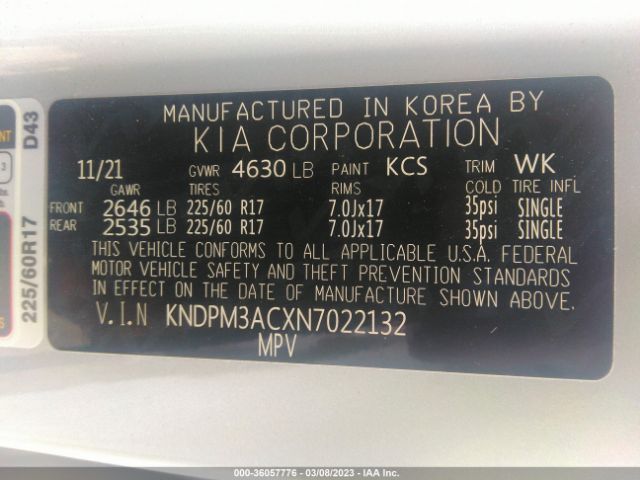 MANUFACTURED IN KOREA BY
KIA CORPORATION
11/21 GVWR 4630 LB PAINT KCS TRIM WK
GAWR TIRES RIMS COLD TIRE INFL
FRONT 2646 LB 225/60 R17 7.0Jx17 35psi SINGLE
REAR 2535 LB 225/60 R17 7.0Jx17 35psi SINGLE
THIS VEHICLE CONFORMS TO ALL APPLICABLE U.S.A. FEDERAL
MOTOR VEHICLE SAFETY AND THEFT PREVENTION STANDARDS
IN EFFECT ON THE DATE OF MANUFACTURE SHOWN ABOVE.
V.I.N KNDPM3ACXN7022132
MPV
225/60R17 D43
000-36057776 - 03/08/2023 - IAA Inc.